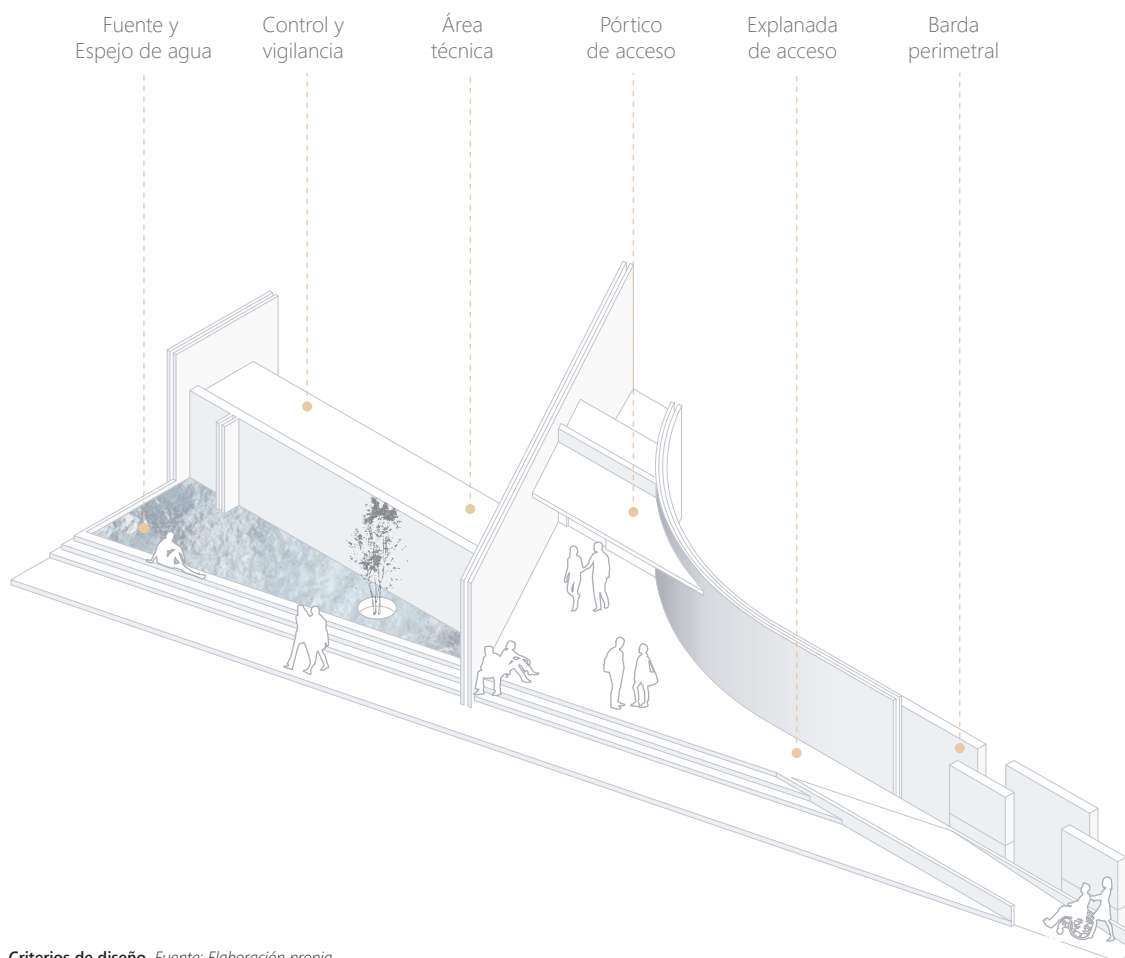 Fuente y
Espejo de agua
Control y
vigilancia
Área
técnica
Pórtico
de acceso
Explanada
de acceso
Barda
perimetral
Criterios de diseño. Fuente: Elaboración propia.